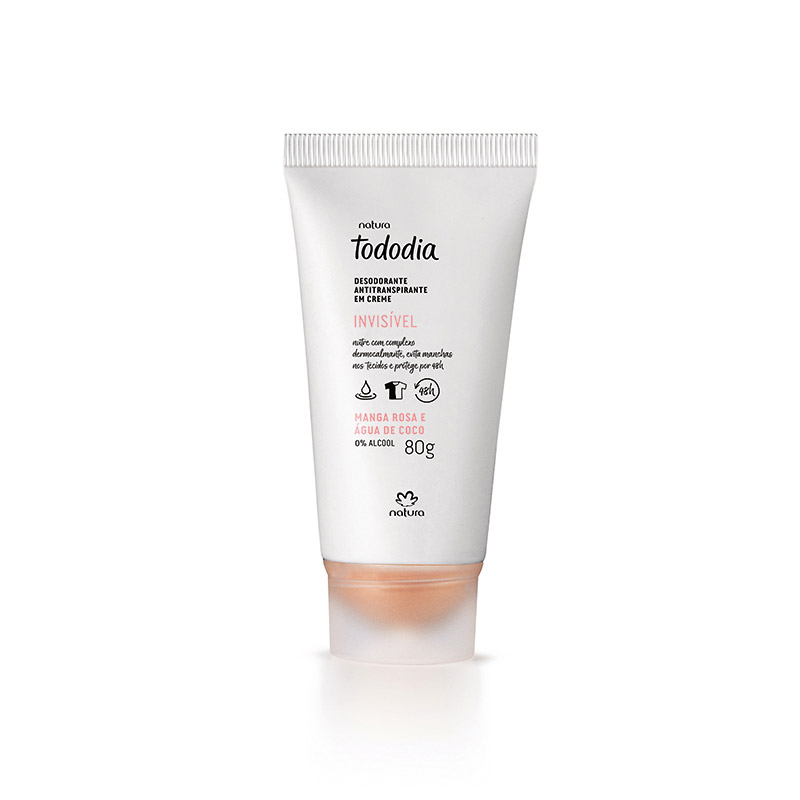 natura
tododia
DESODORANTE
ANTITRANSPIRANTE
EM CREME
INVISÍVEL
nutre com complexo
dermocalmante, evita manchas
nos tecidos e protege por 48h
48h
MANGA ROSA E
ÁGUA DE COCO
0% ALCOOL 80g
natura